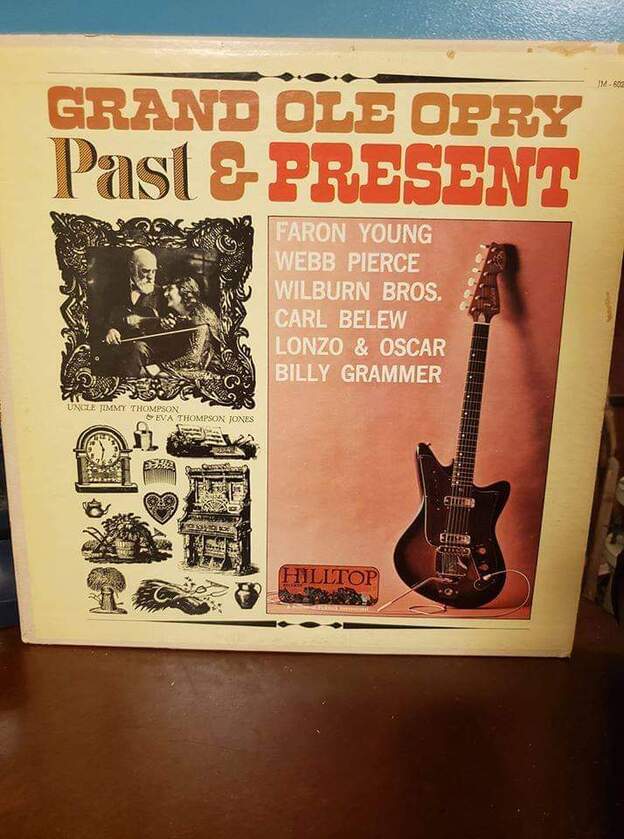 JM-602
GRAND OLE OPRY
Past & PRESENT
FARON YOUNG
WEBB PIERCE
WILBURN BROS.
CARL BELEW
LONZO & OSCAR
BILLY GRAMMER
UNCLE JIMMY THOMPSON
& EVA THOMPSON JONES
HILLTOP